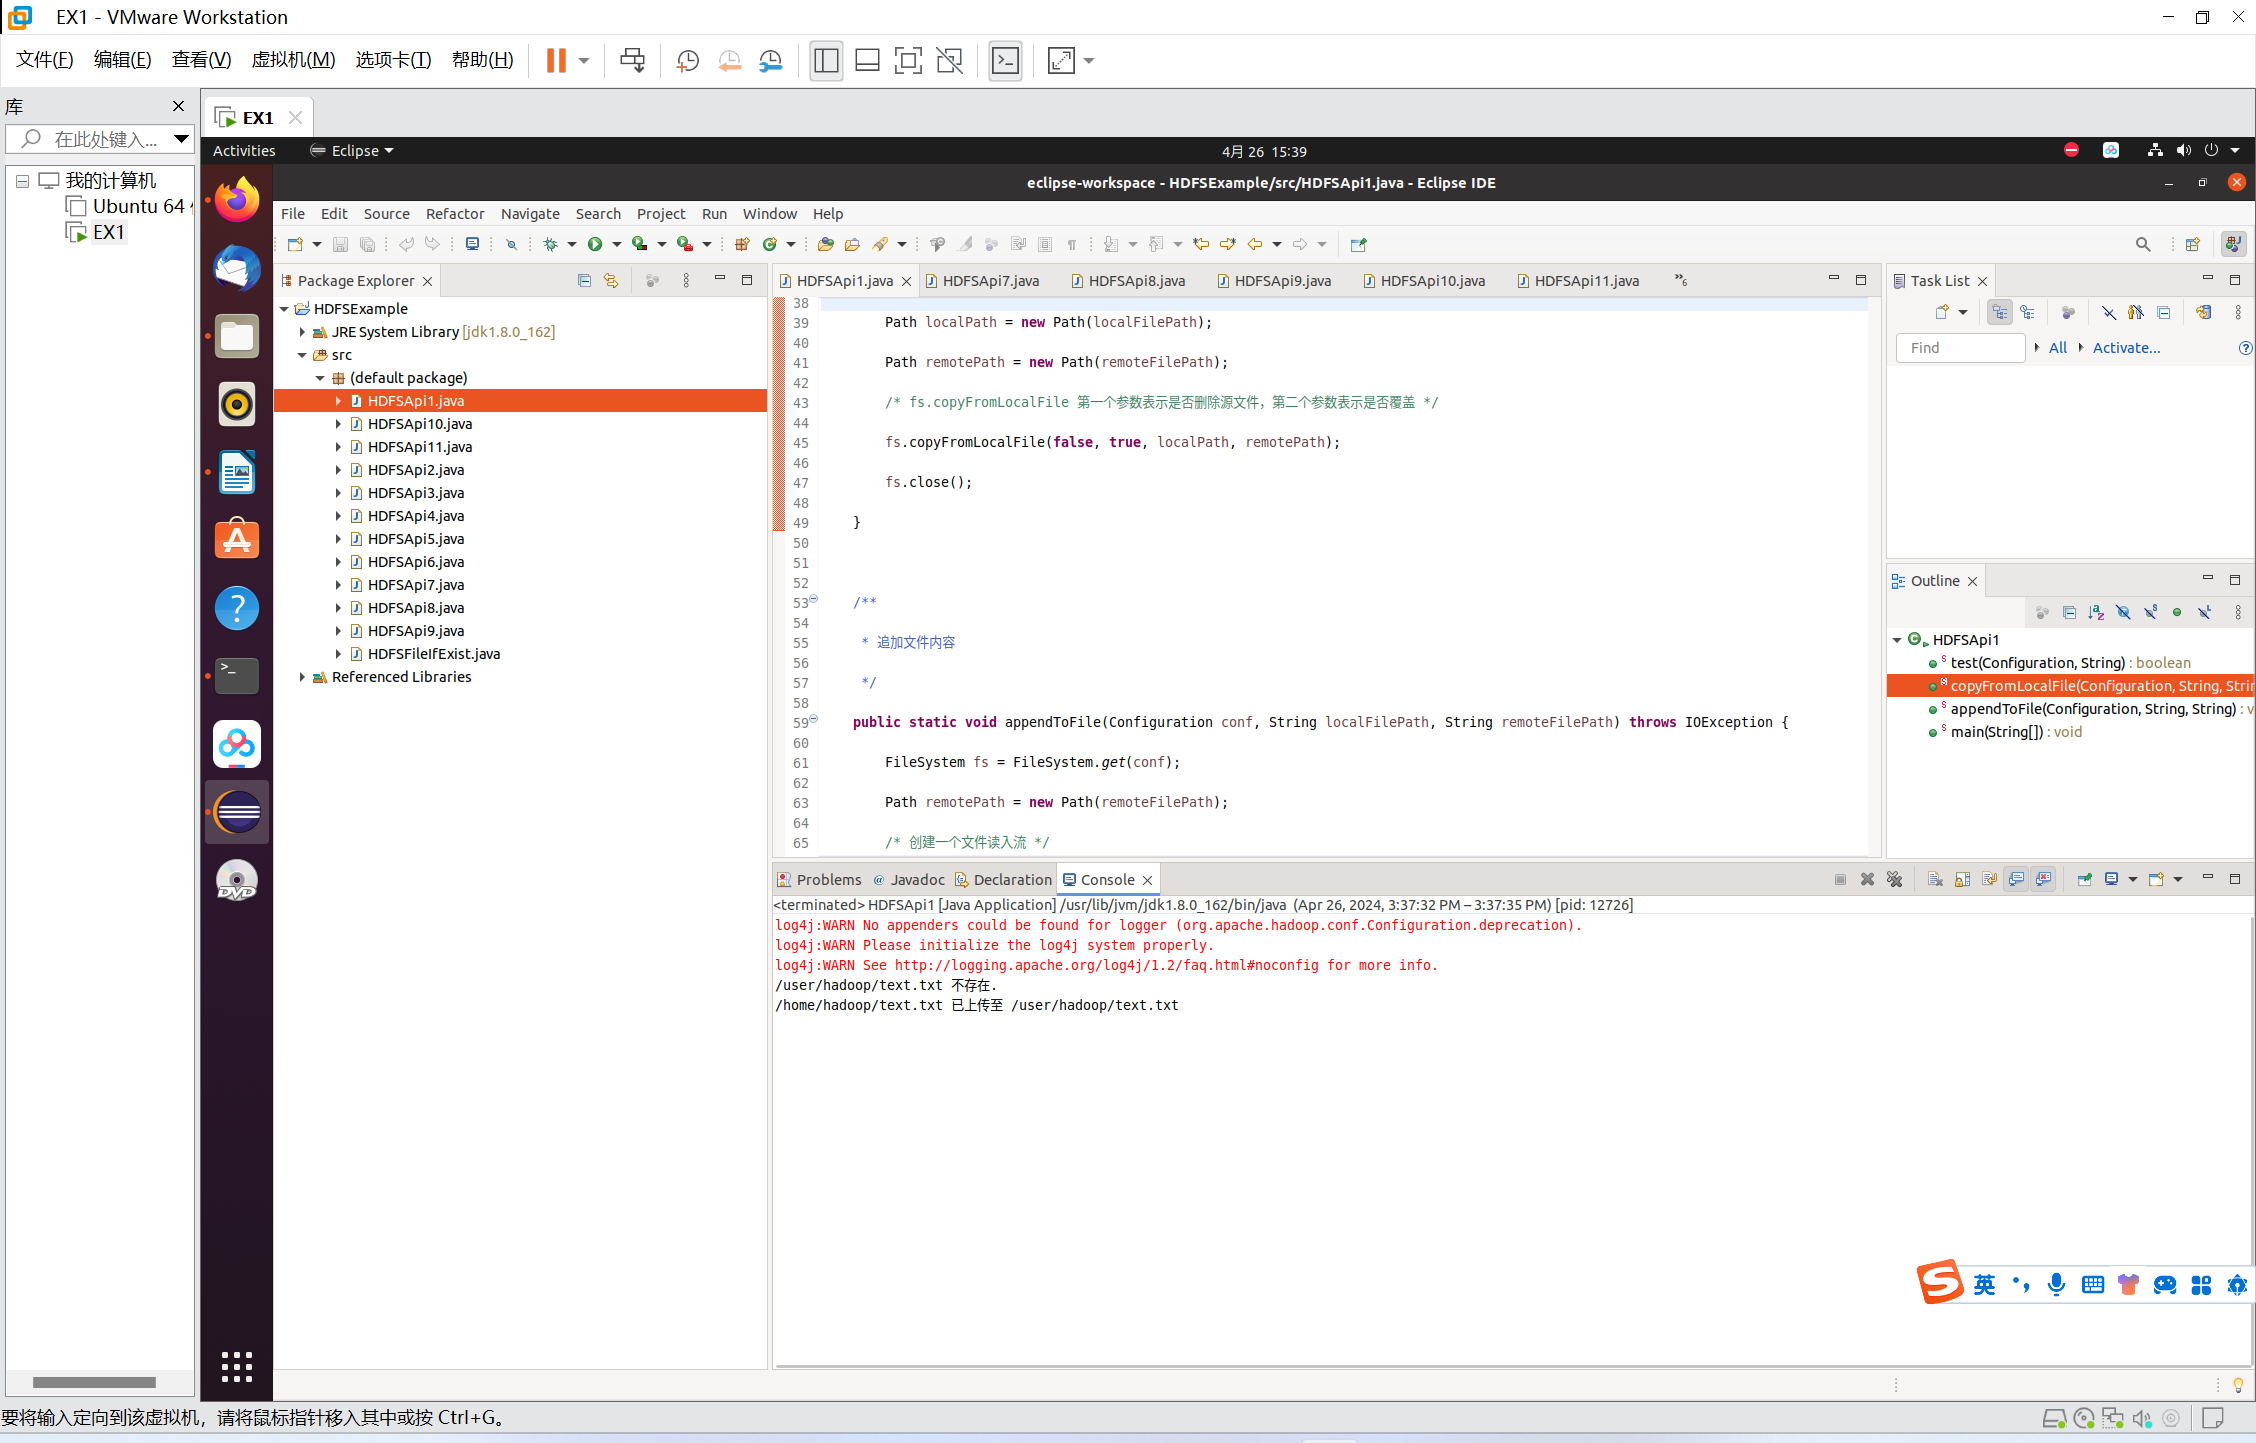 EX1 - VMware Workstation
文件(F) 编辑(E) 查看(V) 虚拟机(M) 选项卡(T) 帮助(H)
库
在此处键入...
我的计算机
Ubuntu 64
EX1
EX1
Activities Eclipse 4月 26 15:39
eclipse-workspace - HDFSExample/src/HDFSApi1.java - Eclipse IDE
File Edit Source Refactor Navigate Search Project Run Window Help
Package Explorer
HDFSExample
JRE System Library [jdk1.8.0_162]
src
(default package)
HDFSApi1.java
HDFSApi10.java
HDFSApi11.java
HDFSApi2.java
HDFSApi3.java
HDFSApi4.java
HDFSApi5.java
HDFSApi6.java
HDFSApi7.java
HDFSApi8.java
HDFSApi9.java
HDFSFileIfExist.java
Referenced Libraries
HDFSApi1.java HDFSApi7.java HDFSApi8.java HDFSApi9.java HDFSApi10.java HDFSApi11.java »6
38
39 Path localPath = new Path(localFilePath);
40
41 Path remotePath = new Path(remoteFilePath);
42
43 /* fs.copyFromLocalFile 第一个参数表示是否删除源文件，第二个参数表示是否覆盖 */
44
45 fs.copyFromLocalFile(false, true, localPath, remotePath);
46
47 fs.close();
48
49 }
50
51
52
53 /**
54
55 * 追加文件内容
56
57 */
58
59 public static void appendToFile(Configuration conf, String localFilePath, String remoteFilePath) throws IOException {
60
61 FileSystem fs = FileSystem.get(conf);
62
63 Path remotePath = new Path(remoteFilePath);
64
65 /* 创建一个文件读入流 */
Task List
Find All Activate...
Outline
HDFSApi1
test(Configuration, String) : boolean
copyFromLocalFile(Configuration, String, Strin
appendToFile(Configuration, String, String) : v
main(String[]) : void
Problems Javadoc Declaration Console
<terminated> HDFSApi1 [Java Application] /usr/lib/jvm/jdk1.8.0_162/bin/java (Apr 26, 2024, 3:37:32 PM – 3:37:35 PM) [pid: 12726]
log4j:WARN No appenders could be found for logger (org.apache.hadoop.conf.Configuration.deprecation).
log4j:WARN Please initialize the log4j system properly.
log4j:WARN See http://logging.apache.org/log4j/1.2/faq.html#noconfig for more info.
/user/hadoop/text.txt 不存在.
/home/hadoop/text.txt 已上传至 /user/hadoop/text.txt
DVD
英
要将输入定向到该虚拟机，请将鼠标指针移入其中或按 Ctrl+G。